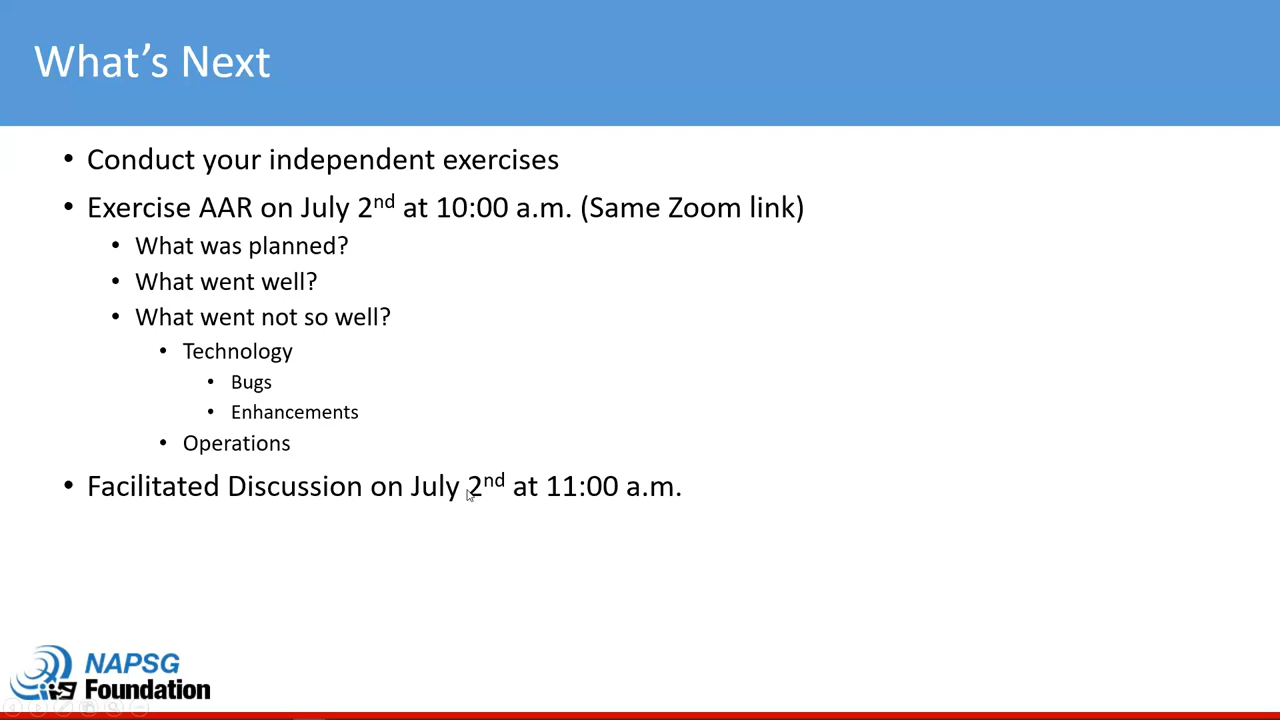 What's Next
• Conduct your independent exercises
• Exercise AAR on July 2nd at 10:00 a.m. (Same Zoom link)
• What was planned?
• What went well?
• What went not so well?
• Technology
• Bugs
• Enhancements
• Operations
• Facilitated Discussion on July 2nd at 11:00 a.m.
NAPSG
Foundation